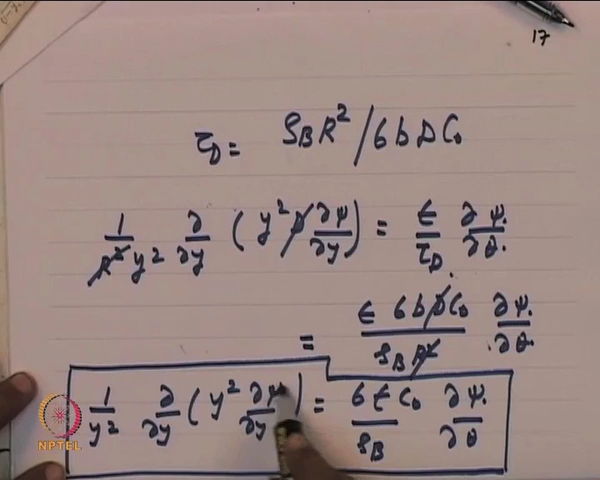 17
τ_D = ρ_B R² / 6 b D C₀
1/(R² y²) ∂/∂y ( y² D ∂ψ/∂y ) = ε/τ_D ∂ψ/∂θ.
= ε 6 b D C₀ / ρ_B R² ∂ψ/∂θ.
1/y² ∂/∂y ( y² ∂ψ/∂y ) = 6 ε C₀ / ρ_B ∂ψ/∂θ
NPTEL